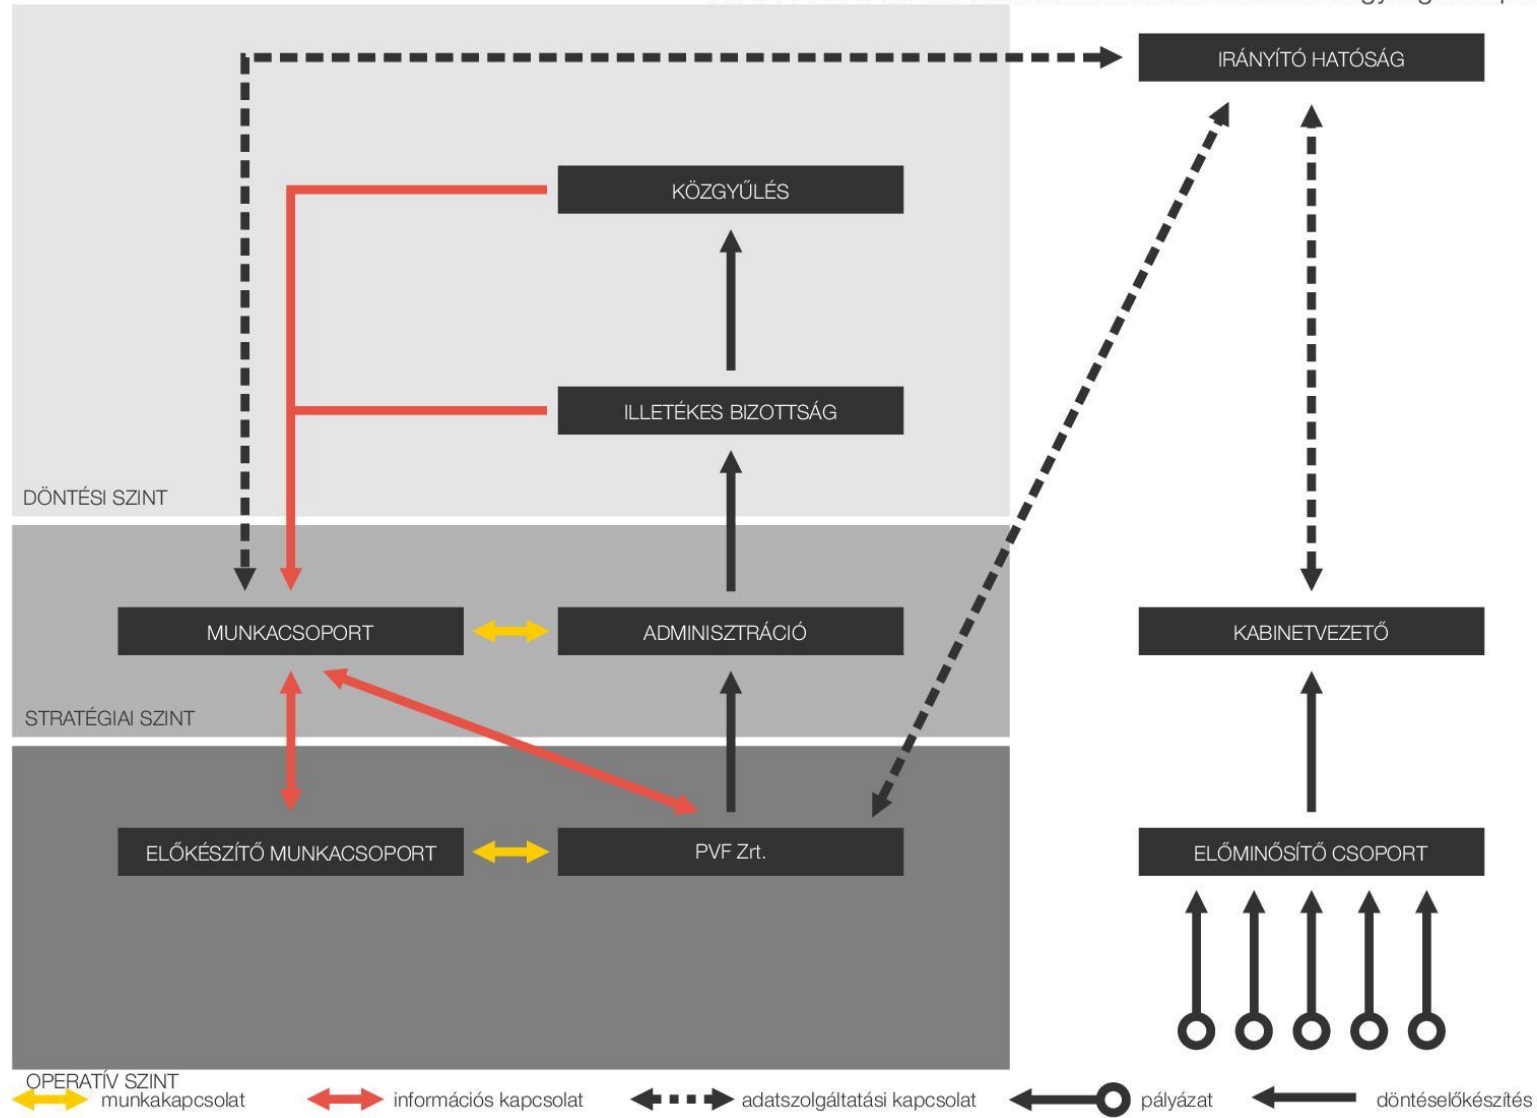 IRÁNYÍTÓ HATÓSÁG
KÖZGYŰLÉS
ILLETÉKES BIZOTTSÁG
DÖNTÉSI SZINT
MUNKACSOPORT
ADMINISZTRÁCIÓ
KABINETVEZETŐ
STRATÉGIAI SZINT
ELŐKÉSZÍTŐ MUNKACSOPORT
PVF Zrt.
ELŐMINŐSÍTŐ CSOPORT
OPERATÍV SZINT
munkakapcsolat
információs kapcsolat
adatszolgáltatási kapcsolat
pályázat
döntéselőkészítés